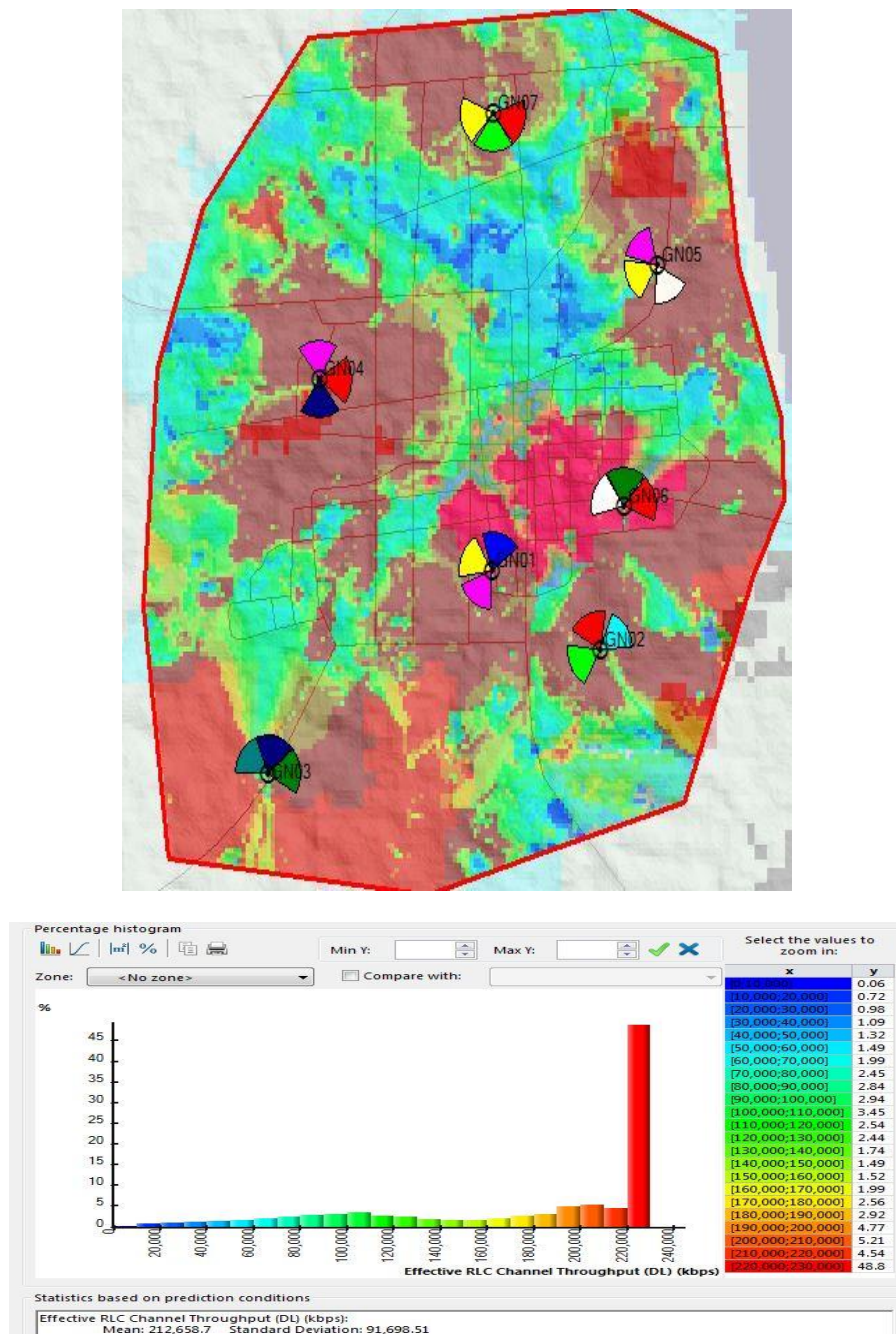 GN07
GN05
GN04
GN06
GN01
GN02
GN03
Percentage histogram
Min Y: Max Y: Select the values to zoom in:
Zone: <No zone> Compare with:
x y
[0;10,000] 0.06
[10,000;20,000] 0.72
[20,000;30,000] 0.98
[30,000;40,000] 1.09
[40,000;50,000] 1.32
[50,000;60,000] 1.49
[60,000;70,000] 1.99
[70,000;80,000] 2.45
[80,000;90,000] 2.84
[90,000;100,000] 2.94
[100,000;110,000] 3.45
[110,000;120,000] 2.54
[120,000;130,000] 2.44
[130,000;140,000] 1.74
[140,000;150,000] 1.49
[150,000;160,000] 1.52
[160,000;170,000] 1.99
[170,000;180,000] 2.56
[180,000;190,000] 2.92
[190,000;200,000] 4.77
[200,000;210,000] 5.21
[210,000;220,000] 4.54
[220,000;230,000] 48.8
%
45
40
35
30
25
20
15
10
5
0
0 20,000 40,000 60,000 80,000 100,000 120,000 140,000 160,000 180,000 200,000 220,000 240,000
Effective RLC Channel Throughput (DL) (kbps)
Statistics based on prediction conditions
Effective RLC Channel Throughput (DL) (kbps):
Mean: 212,658.7 Standard Deviation: 91,698.51